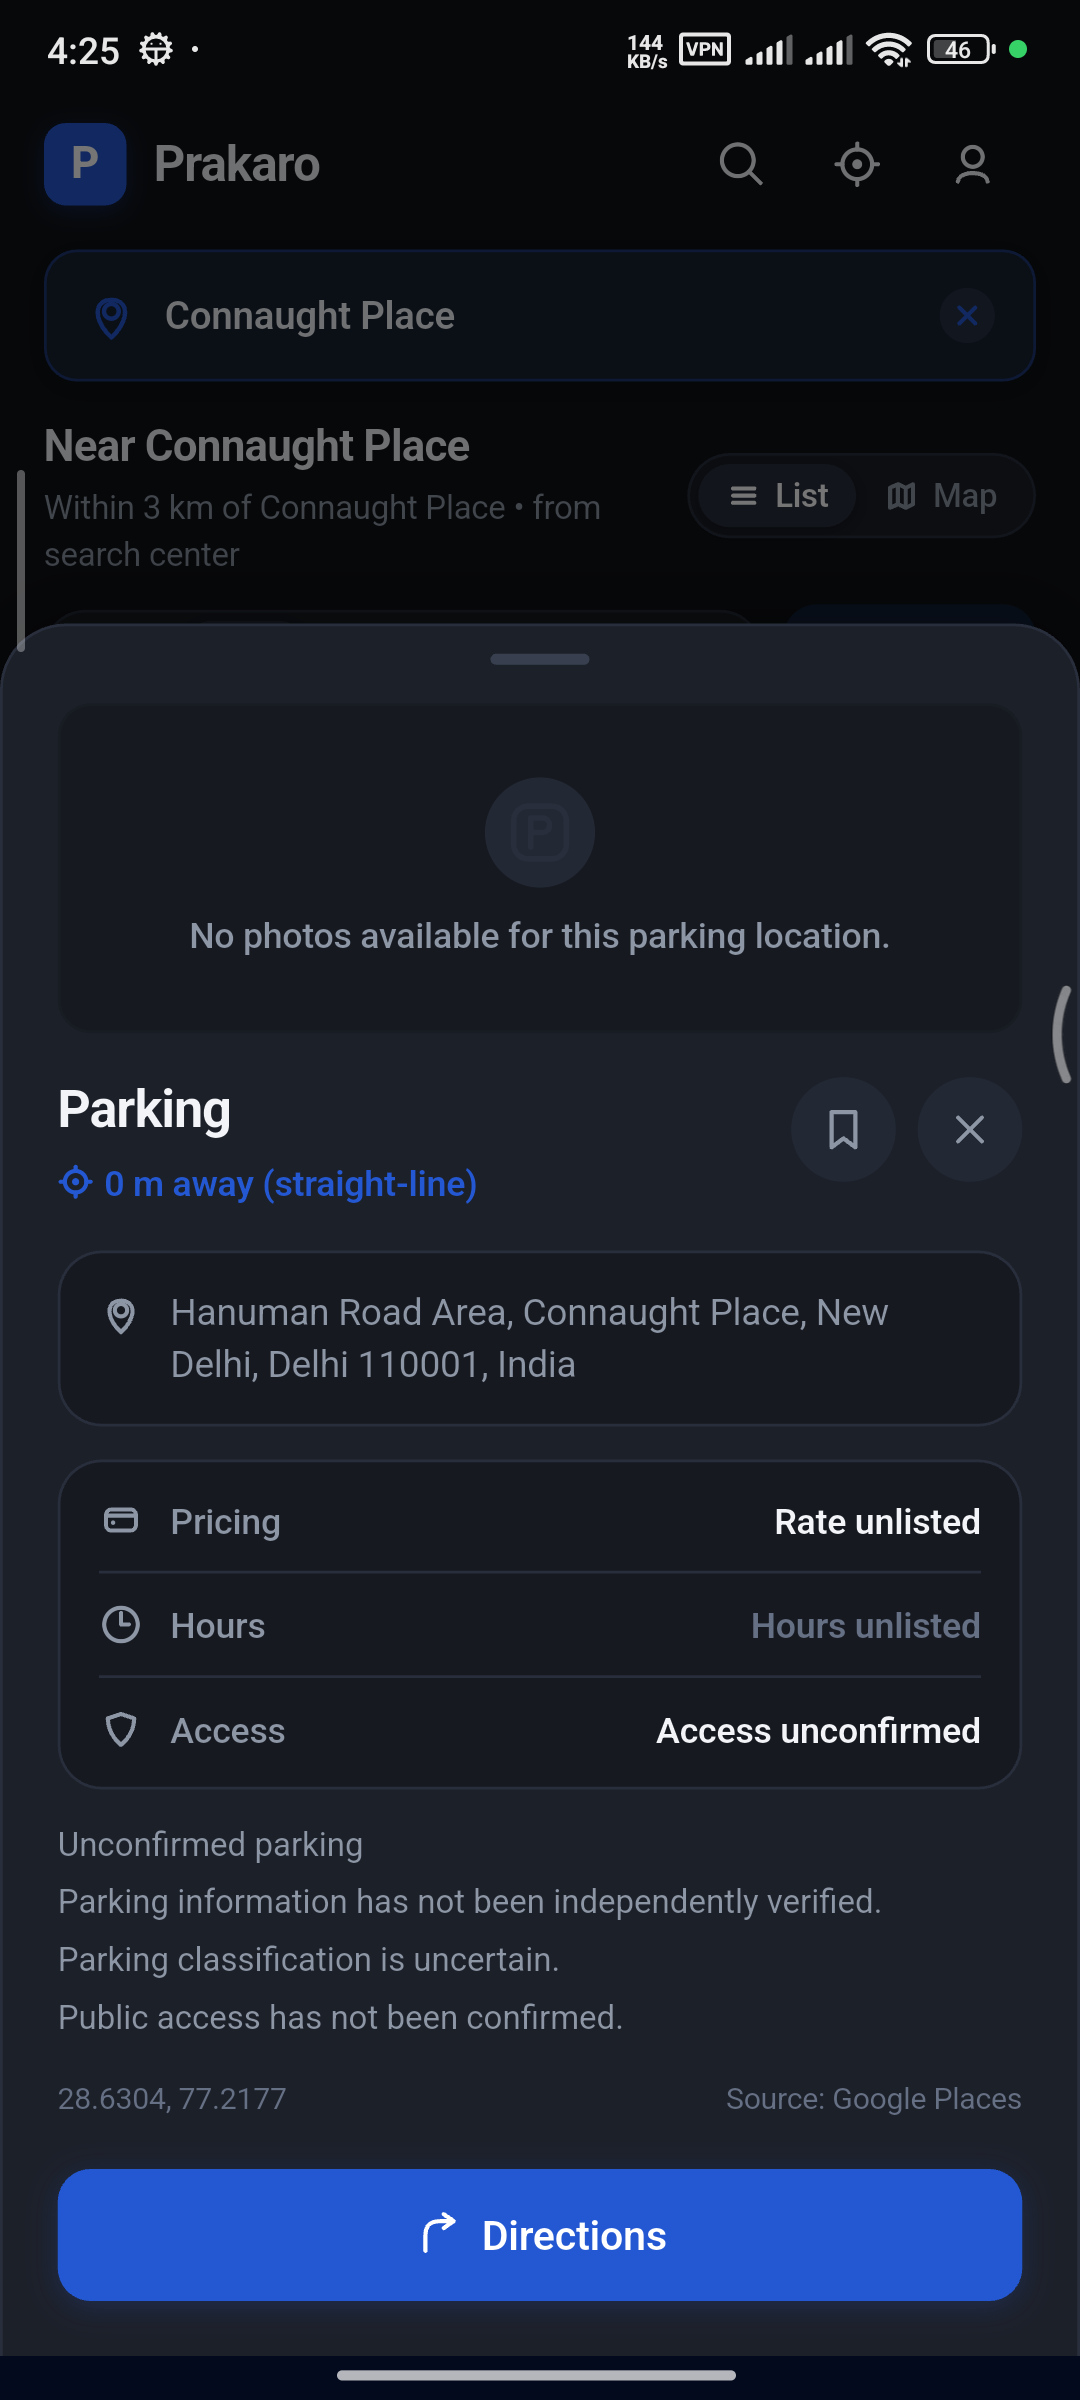 4:25
144
KB/s
VPN
46
P
Prakaro
Connaught Place
Near Connaught Place
Within 3 km of Connaught Place • from
search center
List
Map
P
No photos available for this parking location.
Parking
0 m away (straight-line)
Hanuman Road Area, Connaught Place, New
Delhi, Delhi 110001, India
Pricing
Rate unlisted
Hours
Hours unlisted
Access
Access unconfirmed
Unconfirmed parking
Parking information has not been independently verified.
Parking classification is uncertain.
Public access has not been confirmed.
28.6304, 77.2177
Source: Google Places
Directions